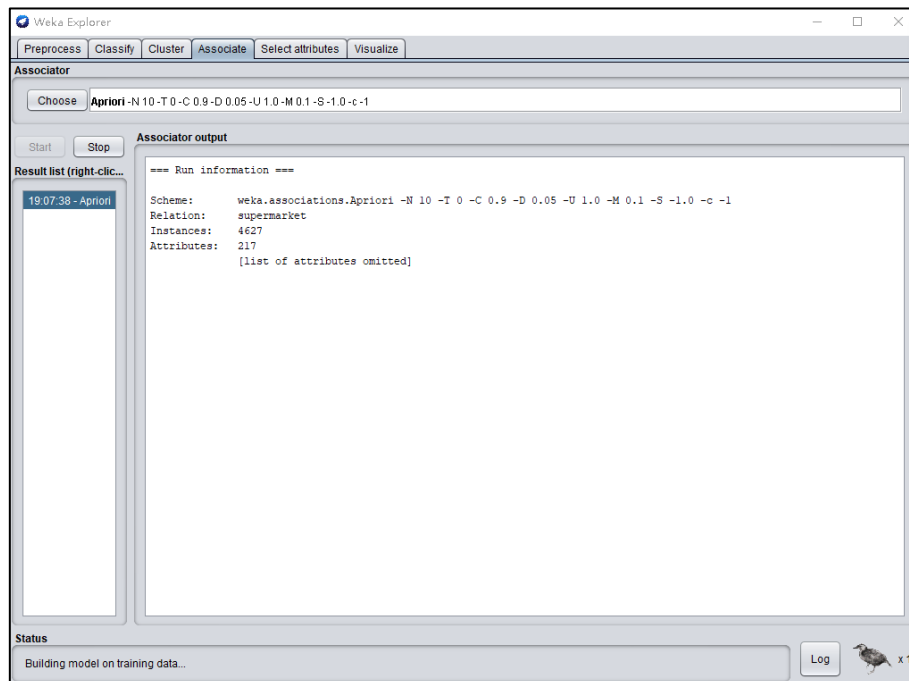 Weka Explorer
Preprocess Classify Cluster Associate Select attributes Visualize
Associator
Choose Apriori -N 10 -T 0 -C 0.9 -D 0.05 -U 1.0 -M 0.1 -S -1.0 -c -1
Start Stop
Result list (right-clic...
19:07:38 - Apriori
Associator output
=== Run information ===
Scheme: weka.associations.Apriori -N 10 -T 0 -C 0.9 -D 0.05 -U 1.0 -M 0.1 -S -1.0 -c -1
Relation: supermarket
Instances: 4627
Attributes: 217
[list of attributes omitted]
Status
Building model on training data...
Log